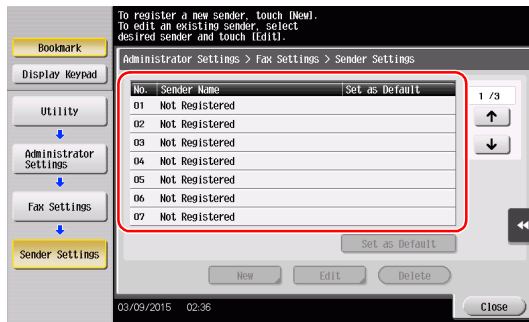 To register a new sender, touch [New].
To edit an existing sender, select
desired sender and touch [Edit].
Bookmark
Display Keypad
Utility
Administrator
Settings
Fax Settings
Sender Settings
Administrator Settings > Fax Settings > Sender Settings
No. Sender Name Set as Default
01 Not Registered
02 Not Registered
03 Not Registered
04 Not Registered
05 Not Registered
06 Not Registered
07 Not Registered
1 /3
Set as Default
New Edit Delete
03/09/2015 02:36
Close